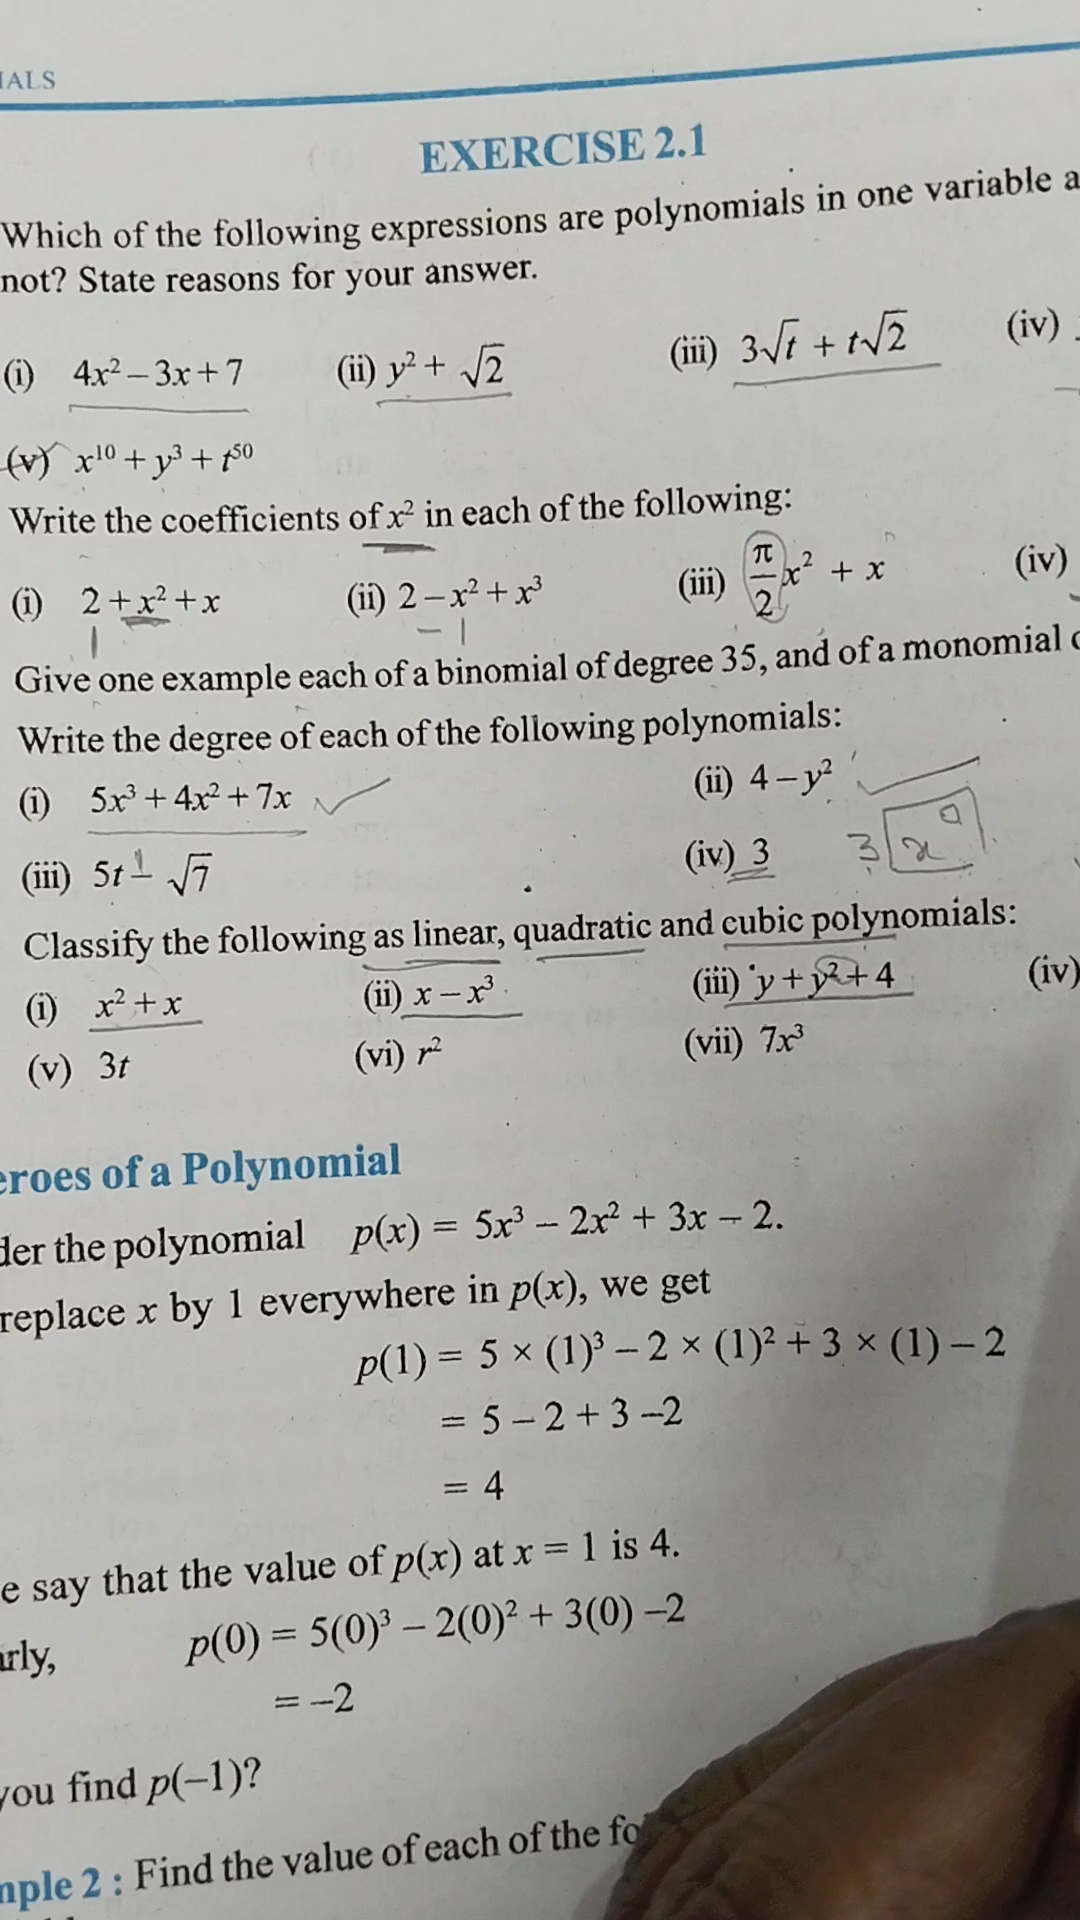 IALS
EXERCISE 2.1
Which of the following expressions are polynomials in one variable a
not? State reasons for your answer.
(i) 4x² – 3x + 7 (ii) y² + √2 (iii) 3√t + t√2 (iv)
(v) x¹⁰ + y³ + t⁵⁰
Write the coefficients of x² in each of the following:
(i) 2 + x² + x (ii) 2 – x² + x³ (iii) π/2 x² + x (iv)
1 – 1
Give one example each of a binomial of degree 35, and of a monomial
Write the degree of each of the following polynomials:
(i) 5x³ + 4x² + 7x (ii) 4 – y²
(iii) 5t – √7 (iv) 3 3 x⁰
1
Classify the following as linear, quadratic and cubic polynomials:
(i) x² + x (ii) x – x³ (iii) y + y² + 4 (iv)
(v) 3t (vi) r² (vii) 7x³
eroes of a Polynomial
der the polynomial p(x) = 5x³ – 2x² + 3x – 2.
replace x by 1 everywhere in p(x), we get
p(1) = 5 × (1)³ – 2 × (1)² + 3 × (1) – 2
= 5 – 2 + 3 –2
= 4
e say that the value of p(x) at x = 1 is 4.
arly, p(0) = 5(0)³ – 2(0)² + 3(0) –2
= –2
you find p(–1)?
mple 2 : Find the value of each of the fo